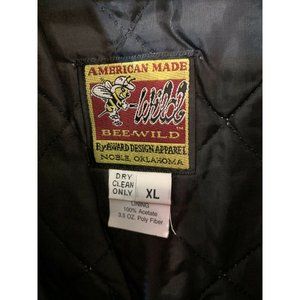 AMERICAN MADE
Wild
BEE-WILD™
By AWARD DESIGN APPAREL
NOBLE, OKLAHOMA
DRY
CLEAN
ONLY
XL
LINING
100% Acetate
3.5 OZ. Poly Fiber